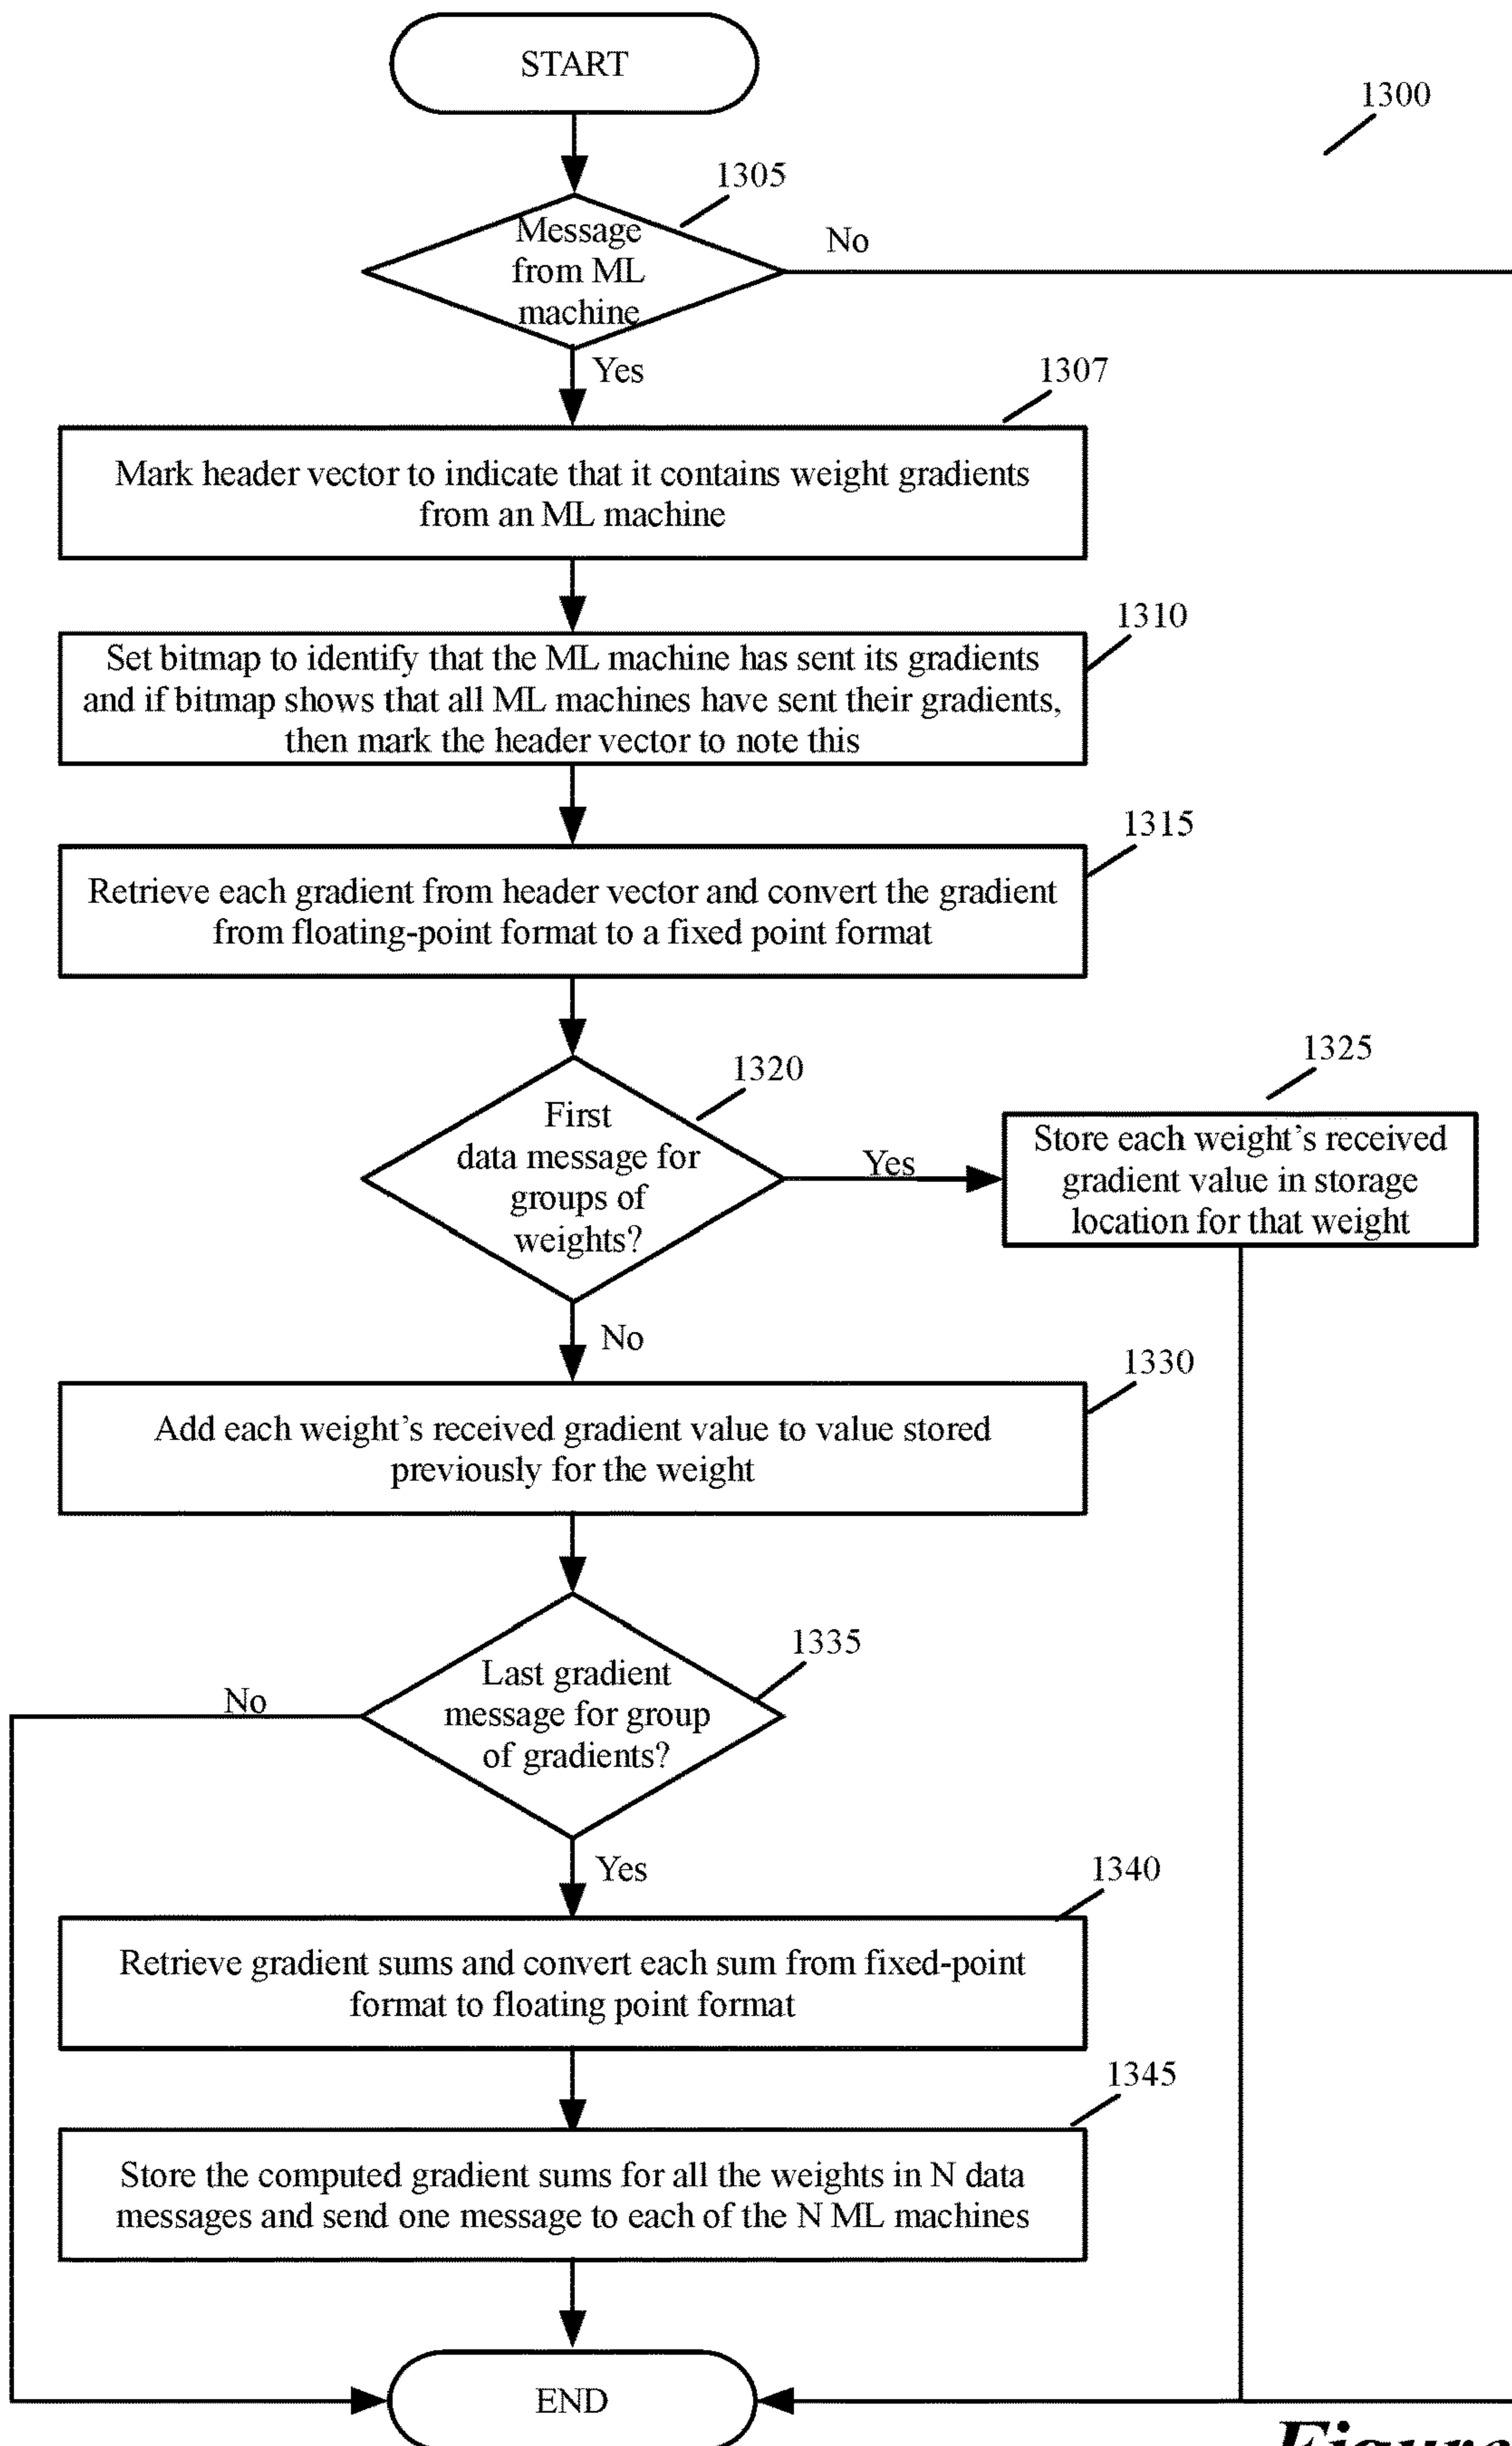 START
1300
1305
Message
from ML
machine
No
Yes
1307
Mark header vector to indicate that it contains weight gradients
from an ML machine
1310
Set bitmap to identify that the ML machine has sent its gradients
and if bitmap shows that all ML machines have sent their gradients,
then mark the header vector to note this
1315
Retrieve each gradient from header vector and convert the gradient
from floating-point format to a fixed point format
1320
First
data message for
groups of
weights?
Yes
1325
Store each weight’s received
gradient value in storage
location for that weight
No
1330
Add each weight’s received gradient value to value stored
previously for the weight
1335
Last gradient
message for group
of gradients?
No
Yes
1340
Retrieve gradient sums and convert each sum from fixed-point
format to floating point format
1345
Store the computed gradient sums for all the weights in N data
messages and send one message to each of the N ML machines
END